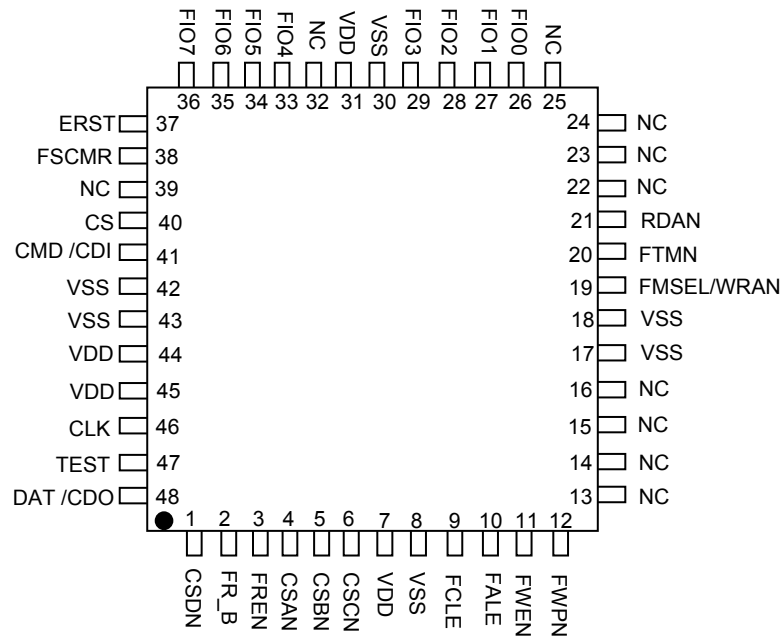 FIO7 FIO6 FIO5 FIO4 NC VDD VSS FIO3 FIO2 FIO1 FIO0 NC
36 35 34 33 32 31 30 29 28 27 26 25
ERST 37 24 NC
FSCMR 38 23 NC
NC 39 22 NC
CS 40 21 RDAN
CMD /CDI 41 20 FTMN
VSS 42 19 FMSEL/WRAN
VSS 43 18 VSS
VDD 44 17 VSS
VDD 45 16 NC
CLK 46 15 NC
TEST 47 14 NC
DAT /CDO 48 13 NC
1 2 3 4 5 6 7 8 9 10 11 12
CSDN FR_B FREN CSAN CSBN CSCN VDD VSS FCLE FALE FWEN FWPN